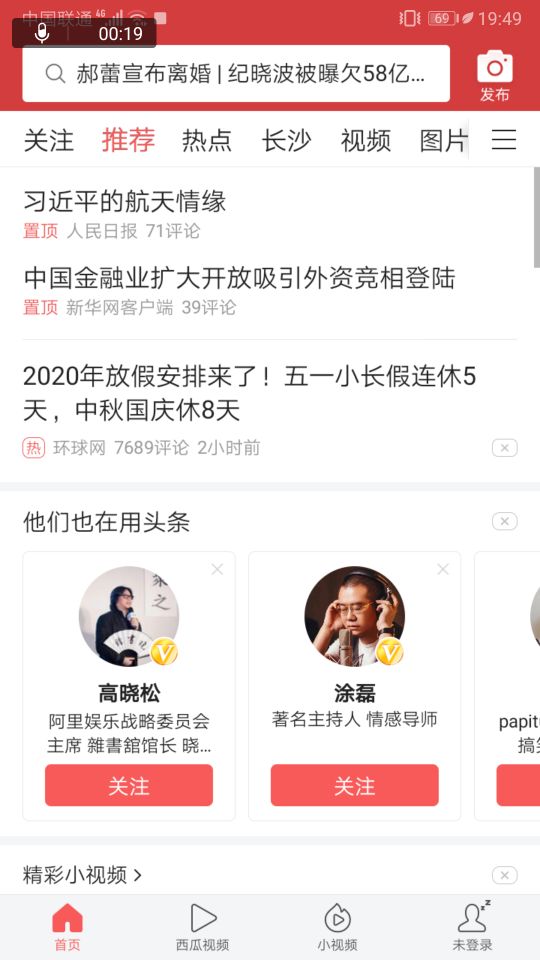 中国联通 4G 69 19:49
00:19
郝蕾宣布离婚 | 纪晓波被曝欠58亿...
发布
关注 推荐 热点 长沙 视频 图片
习近平的航天情缘
置顶 人民日报 71评论
中国金融业扩大开放吸引外资竞相登陆
置顶 新华网客户端 39评论
2020年放假安排来了！五一小长假连休5
天，中秋国庆休8天
热 环球网 7689评论 2小时前
他们也在用头条
高晓松
阿里娱乐战略委员会
主席 雜書舘馆长 晓...
关注
涂磊
著名主持人 情感导师
关注
papit
搞笑
精彩小视频
首页 西瓜视频 小视频 未登录